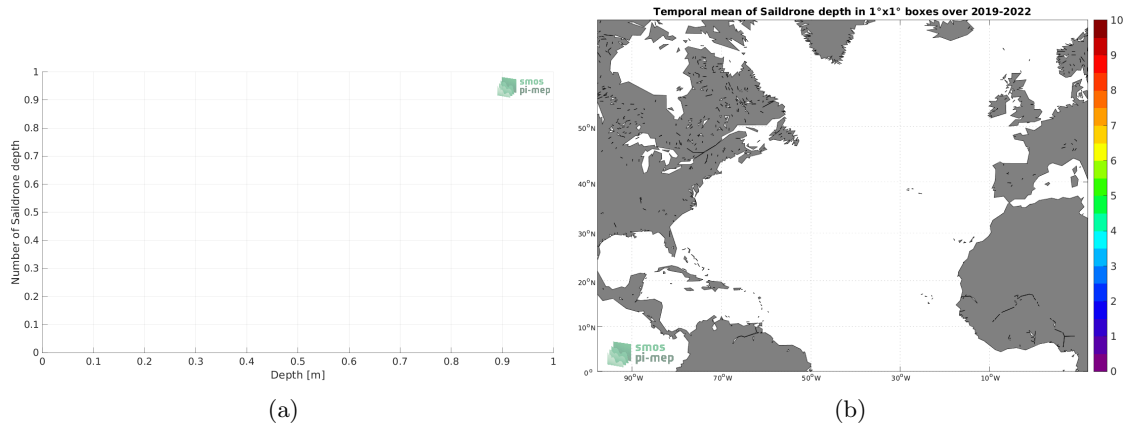 Temporal mean of Saildrone depth in 1°x1° boxes over 2019-2022
Number of Saildrone depth
1
0.9
0.8
0.7
0.6
0.5
0.4
0.3
0.2
0.1
0
0 0.1 0.2 0.3 0.4 0.5 0.6 0.7 0.8 0.9 1
Depth [m]
smos
pi-mep
(a)
50°N
40°N
30°N
20°N
10°N
0°
90°W 70°W 50°W 30°W 10°W
smos
pi-mep
10
9
8
7
6
5
4
3
2
1
0
(b)